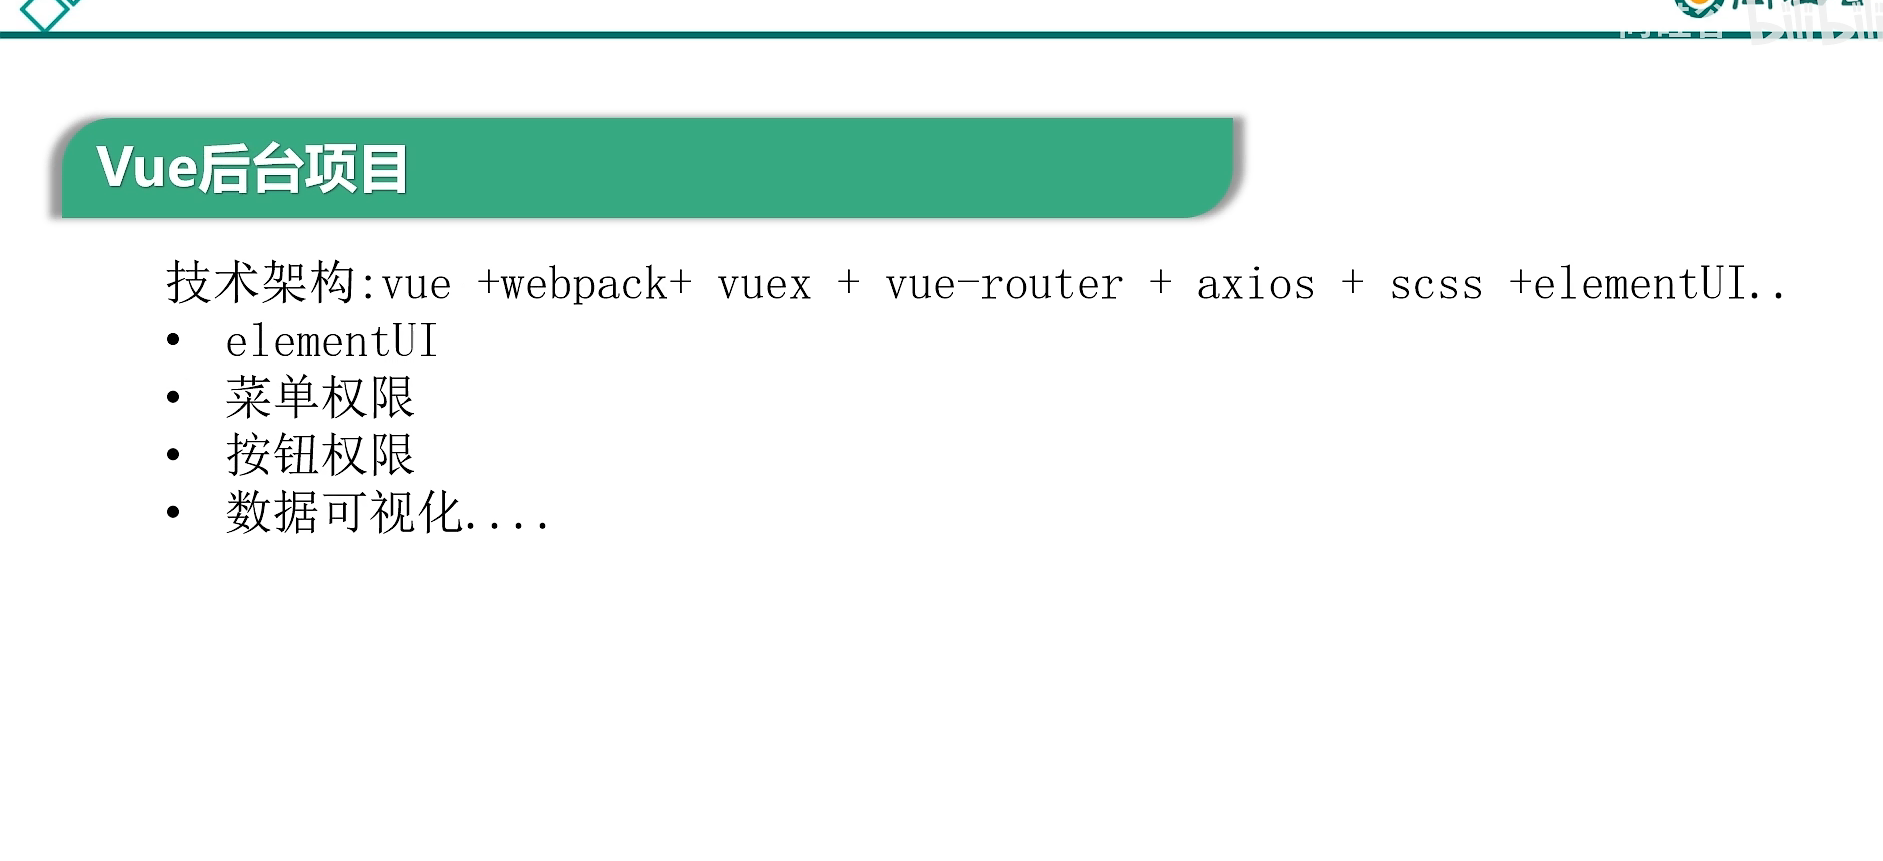 Vue后台项目
技术架构:vue +webpack+ vuex + vue-router + axios + scss +elementUI..
• elementUI
• 菜单权限
• 按钮权限
• 数据可视化....